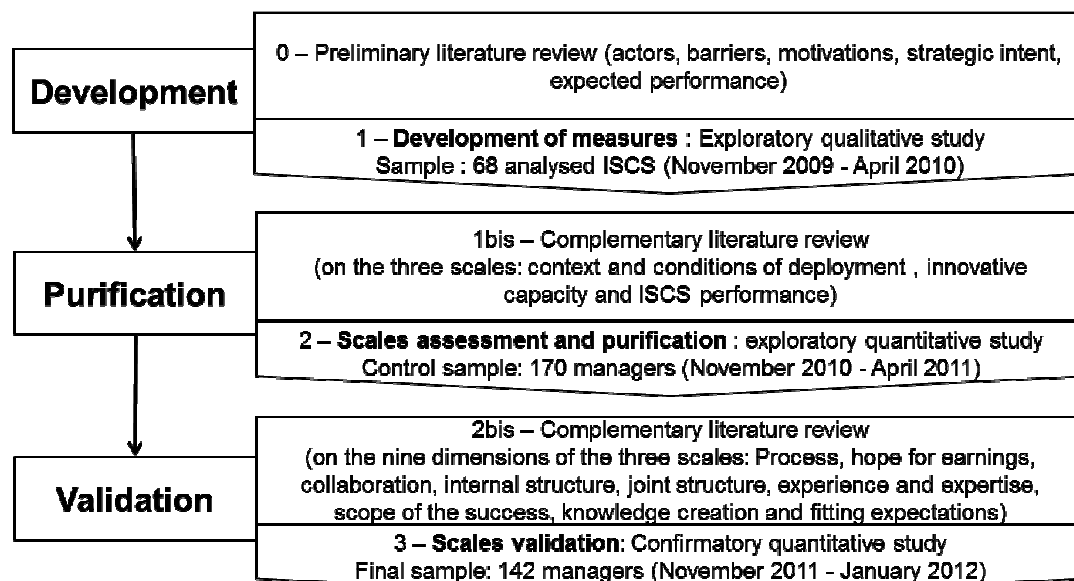 Development
0 – Preliminary literature review (actors, barriers, motivations, strategic intent,
expected performance)
1 – Development of measures : Exploratory qualitative study
Sample : 68 analysed ISCS (November 2009 - April 2010)
Purification
1bis – Complementary literature review
(on the three scales: context and conditions of deployment , innovative
capacity and ISCS performance)
2 – Scales assessment and purification : exploratory quantitative study
Control sample: 170 managers (November 2010 - April 2011)
Validation
2bis – Complementary literature review
(on the nine dimensions of the three scales: Process, hope for earnings,
collaboration, internal structure, joint structure, experience and expertise,
scope of the success, knowledge creation and fitting expectations)
3 – Scales validation: Confirmatory quantitative study
Final sample: 142 managers (November 2011 - January 2012)